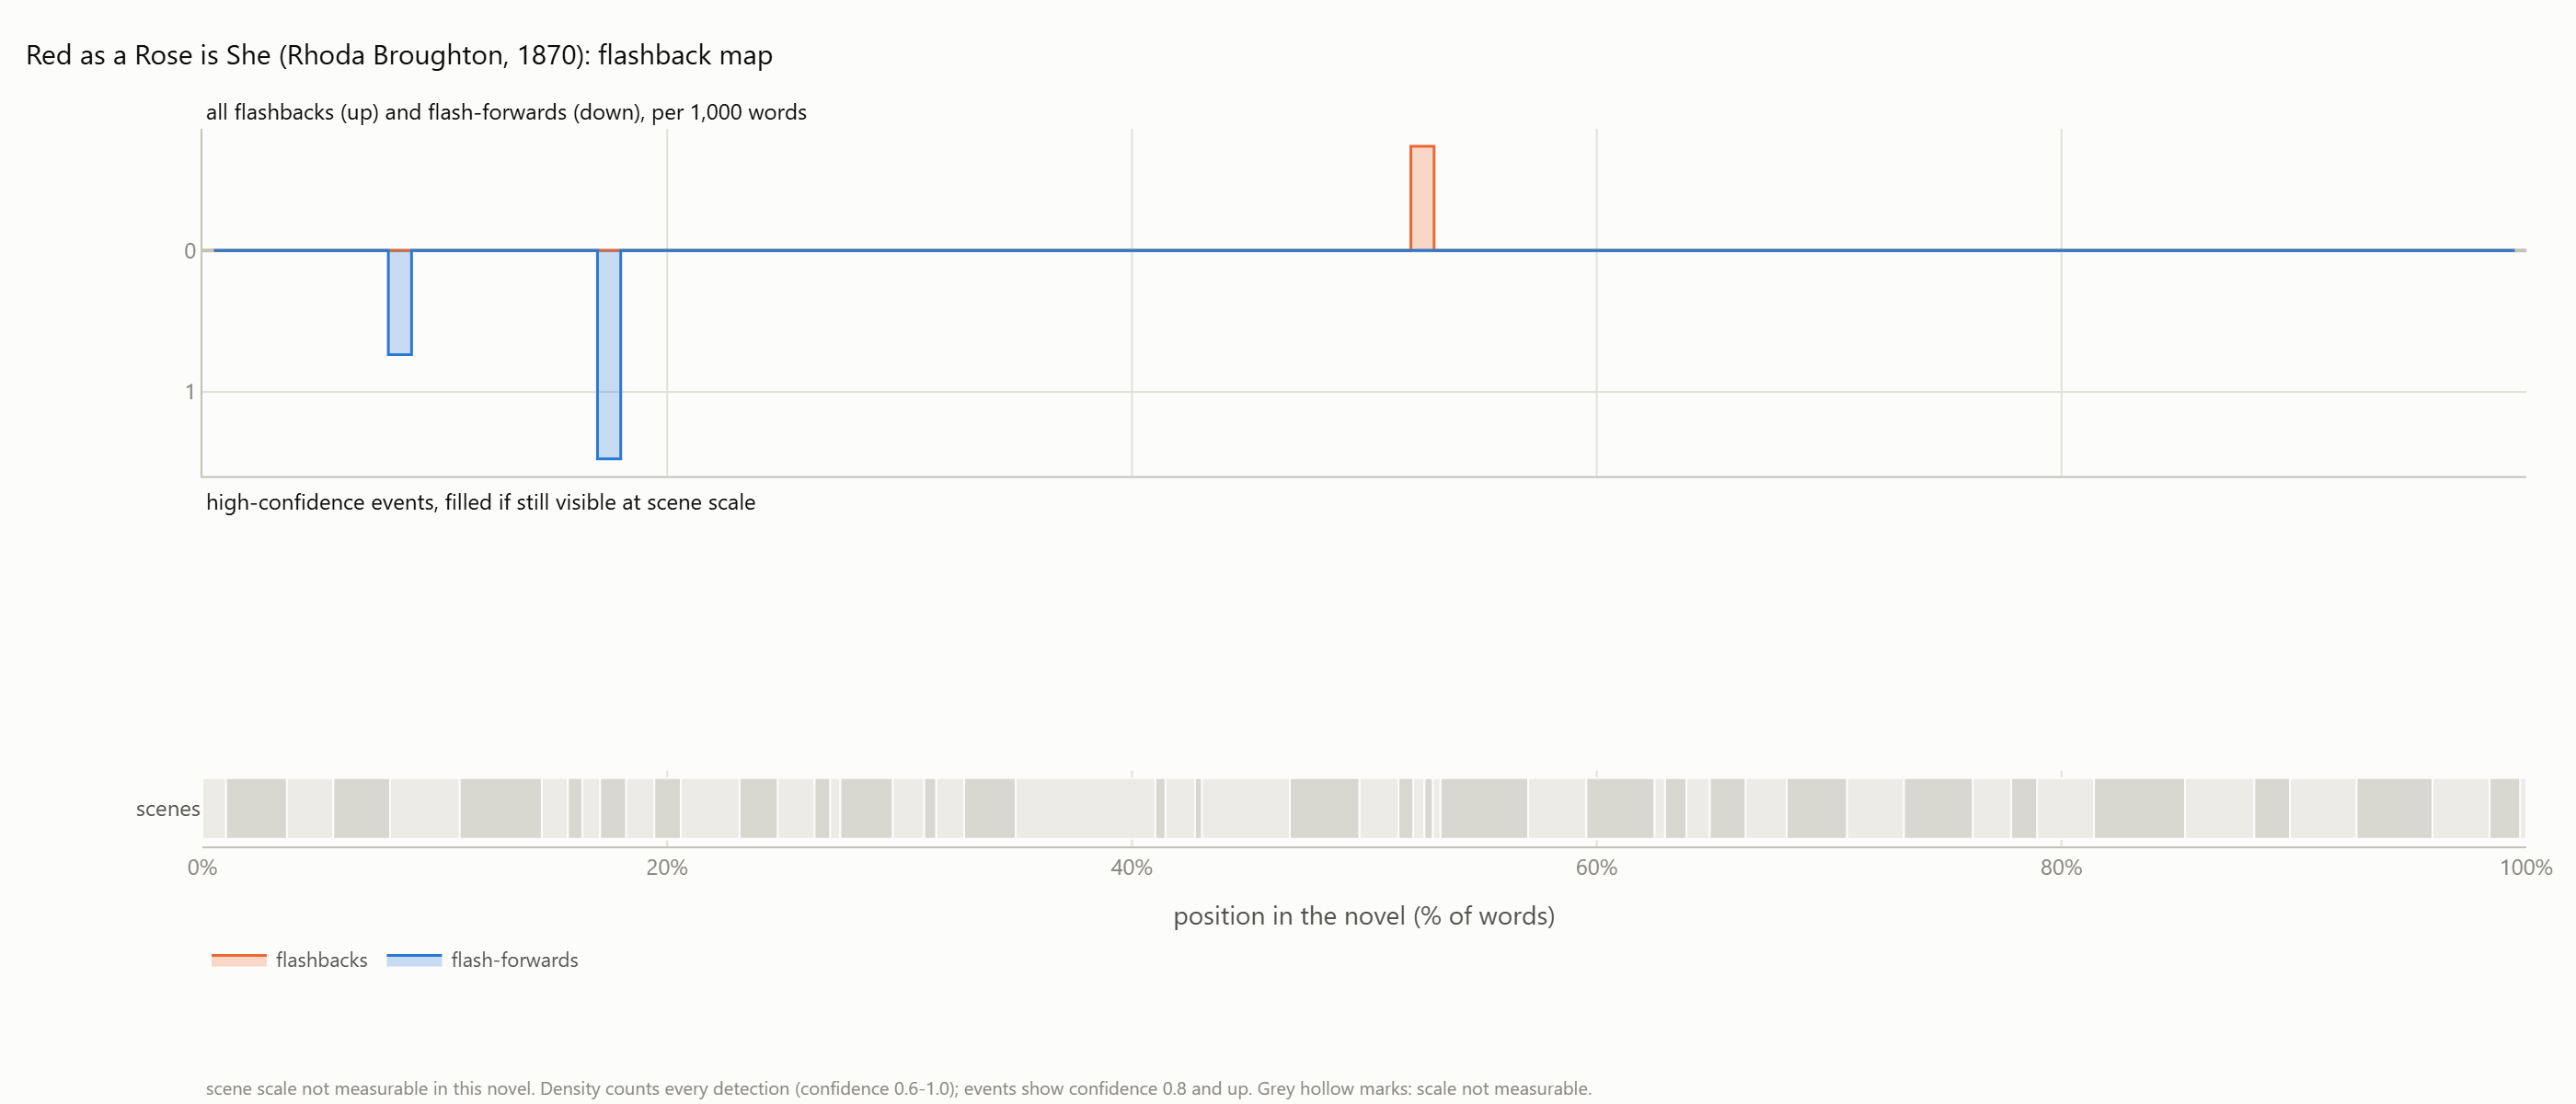 Red as a Rose is She (Rhoda Broughton, 1870): flashback map
all flashbacks (up) and flash-forwards (down), per 1,000 words
0
1
high-confidence events, filled if still visible at scene scale
scenes
0% 20% 40% 60% 80% 100%
position in the novel (% of words)
flashbacks flash-forwards
scene scale not measurable in this novel. Density counts every detection (confidence 0.6-1.0); events show confidence 0.8 and up. Grey hollow marks: scale not measurable.